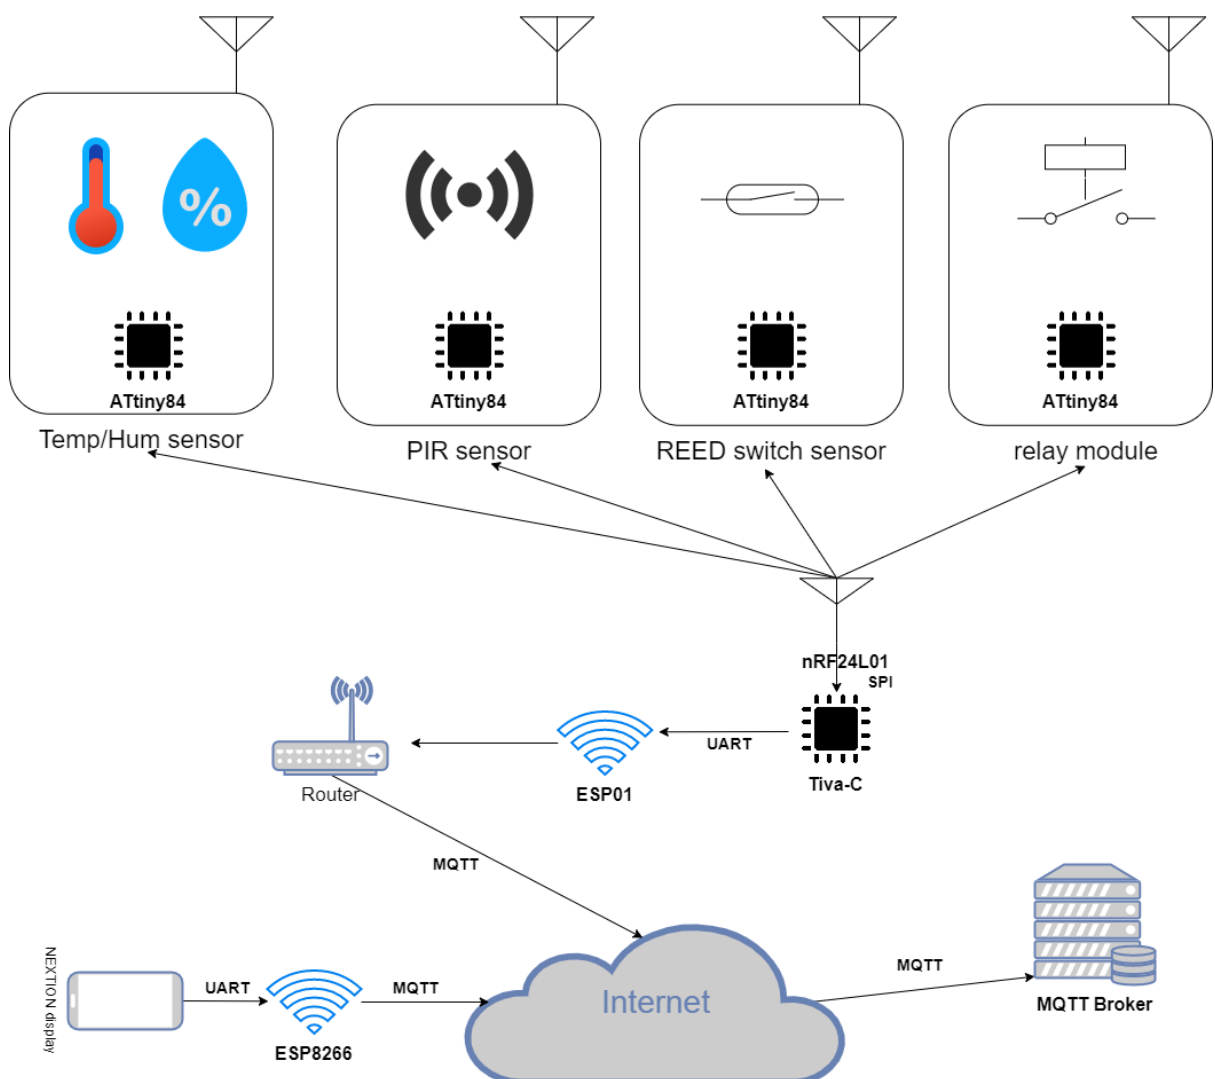 %
ATtiny84
ATtiny84
ATtiny84
ATtiny84
Temp/Hum sensor
PIR sensor
REED switch sensor
relay module
nRF24L01
SPI
UART
Tiva-C
ESP01
Router
MQTT
NEXTION display
UART
ESP8266
MQTT
Internet
MQTT
MQTT Broker